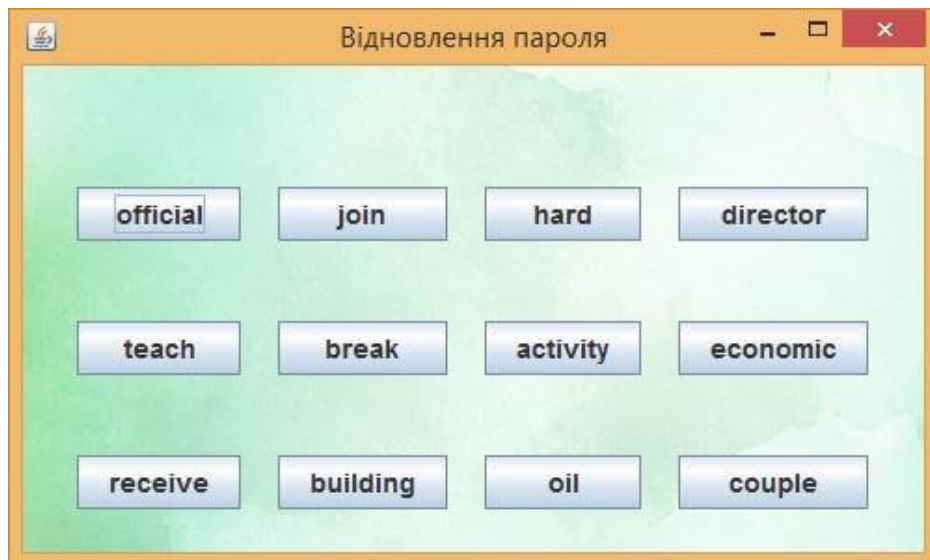 Відновлення пароля
official join hard director
teach break activity economic
receive building oil couple